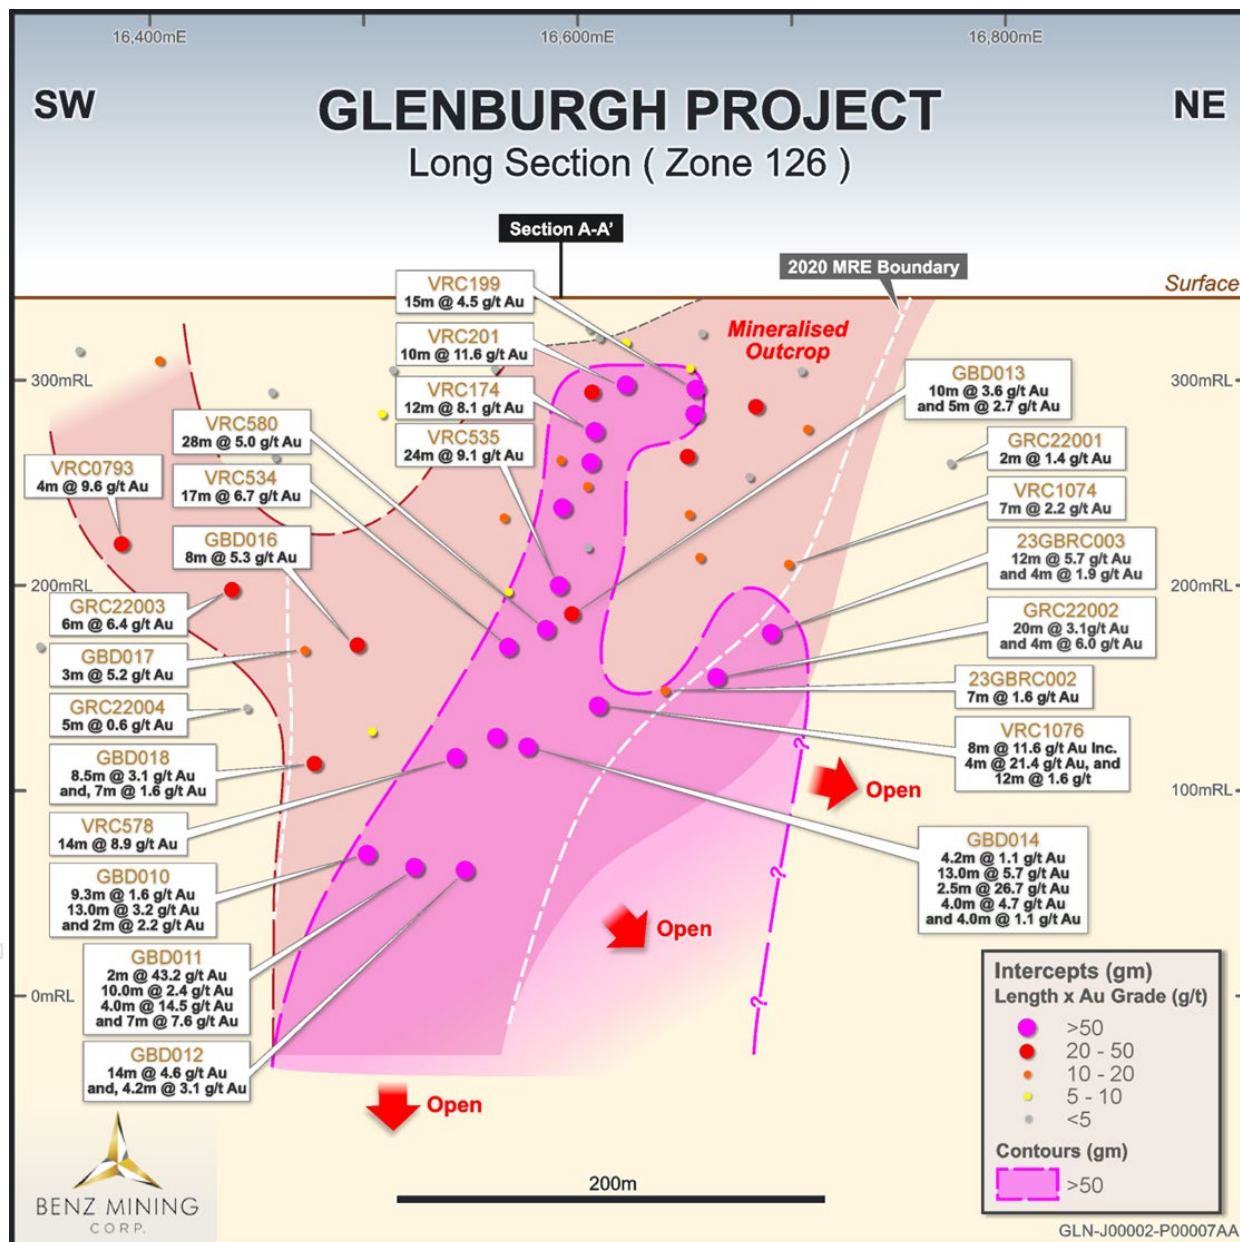 16,400mE
16,600mE
16,800mE
SW
GLENBURGH PROJECT
NE
Long Section ( Zone 126 )
Section A-A'
2020 MRE Boundary
Surface
VRC199
15m @ 4.5 g/t Au
VRC201
10m @ 11.6 g/t Au
VRC174
12m @ 8.1 g/t Au
VRC535
24m @ 9.1 g/t Au
Mineralised
Outcrop
300mRL
300mRL
GBD013
10m @ 3.6 g/t Au
and 5m @ 2.7 g/t Au
VRC580
28m @ 5.0 g/t Au
VRC534
17m @ 6.7 g/t Au
VRC0793
4m @ 9.6 g/t Au
GRC22001
2m @ 1.4 g/t Au
VRC1074
7m @ 2.2 g/t Au
GBD016
8m @ 5.3 g/t Au
23GBRC003
12m @ 5.7 g/t Au
and 4m @ 1.9 g/t Au
200mRL
200mRL
GRC22003
6m @ 6.4 g/t Au
GRC22002
20m @ 3.1g/t Au
and 4m @ 6.0 g/t Au
GBD017
3m @ 5.2 g/t Au
23GBRC002
7m @ 1.6 g/t Au
GRC22004
5m @ 0.6 g/t Au
VRC1076
8m @ 11.6 g/t Au Inc.
4m @ 21.4 g/t Au, and
12m @ 1.6 g/t
GBD018
8.5m @ 3.1 g/t Au
and, 7m @ 1.6 g/t Au
?
Open
100mRL
VRC578
14m @ 8.9 g/t Au
GBD014
4.2m @ 1.1 g/t Au
13.0m @ 5.7 g/t Au
2.5m @ 26.7 g/t Au
4.0m @ 4.7 g/t Au
and 4.0m @ 1.1 g/t Au
GBD010
9.3m @ 1.6 g/t Au
13.0m @ 3.2 g/t Au
and 2m @ 2.2 g/t Au
?
Open
GBD011
2m @ 43.2 g/t Au
10.0m @ 2.4 g/t Au
4.0m @ 14.5 g/t Au
and 7m @ 7.6 g/t Au
0mRL
?
GBD012
14m @ 4.6 g/t Au
and, 4.2m @ 3.1 g/t Au
Open
Intercepts (gm)
Length x Au Grade (g/t)
>50
20 - 50
10 - 20
5 - 10
<5
Contours (gm)
>50
200m
BENZ MINING
CORP.
GLN-J00002-P00007AA